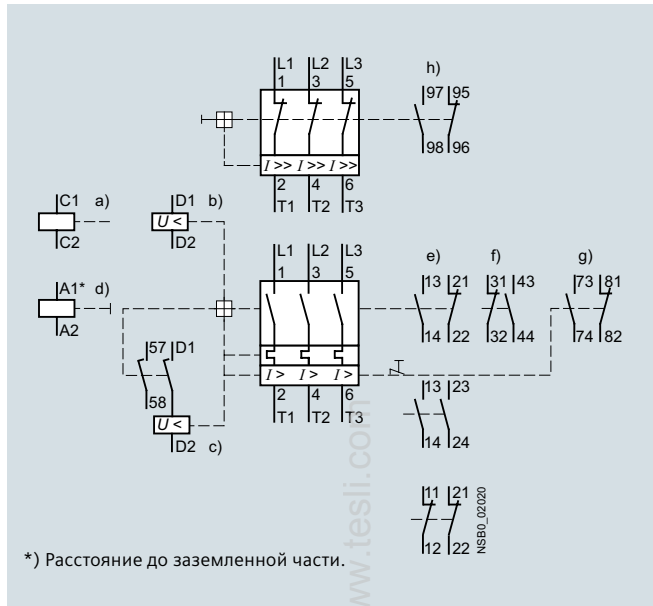 L1 L2 L3
1 3 5
h)
97 95
98 96
I >> I >> I >>
2 4 6
T1 T2 T3
C1 a)
C2
D1 b)
U <
D2
L1 L2 L3
1 3 5
e)
13 21
14 22
f)
31 43
32 44
g)
73 81
74 82
A1* d)
A2
57 D1
58
U <
D2 c)
I > I > I >
2 4 6
T1 T2 T3
13 23
14 24
11 21
12 22
NSB0_02020
*) Расстояние до заземленной части.
ww.tesli.com